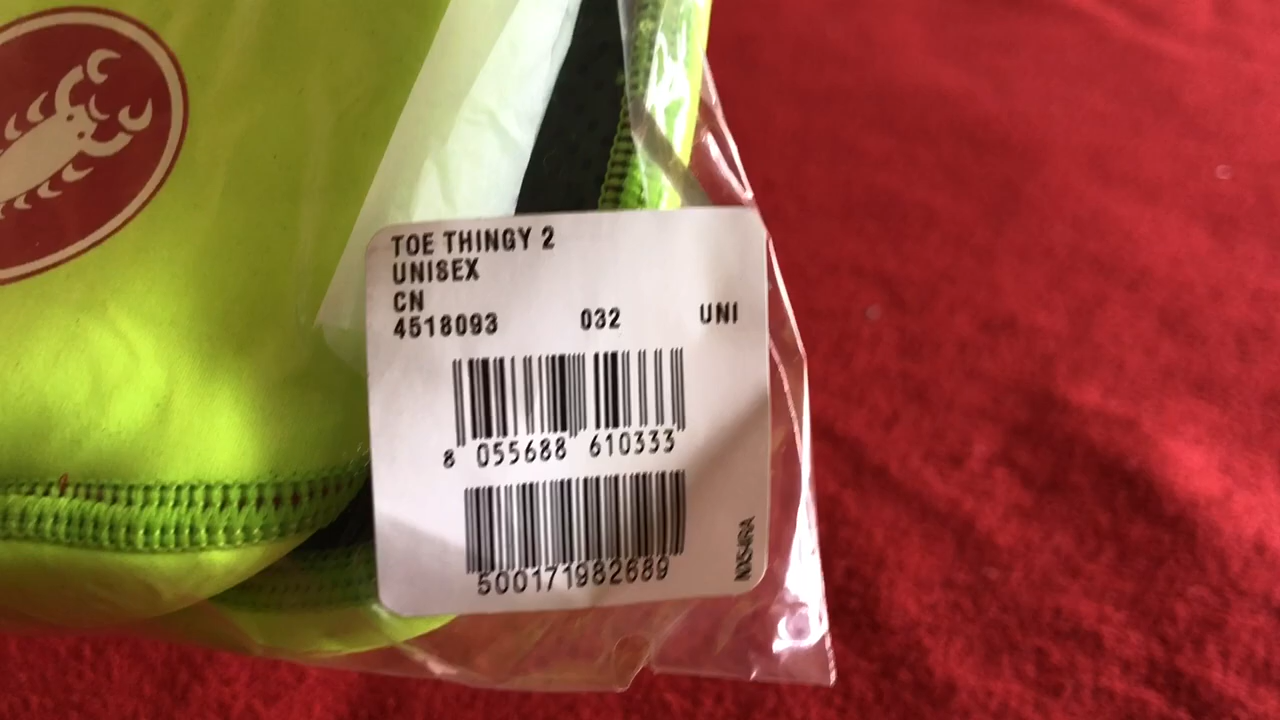 TOE THINGY 2
UNISEX
CN
4518093 032 UNI
8 055688 610333
500171982689